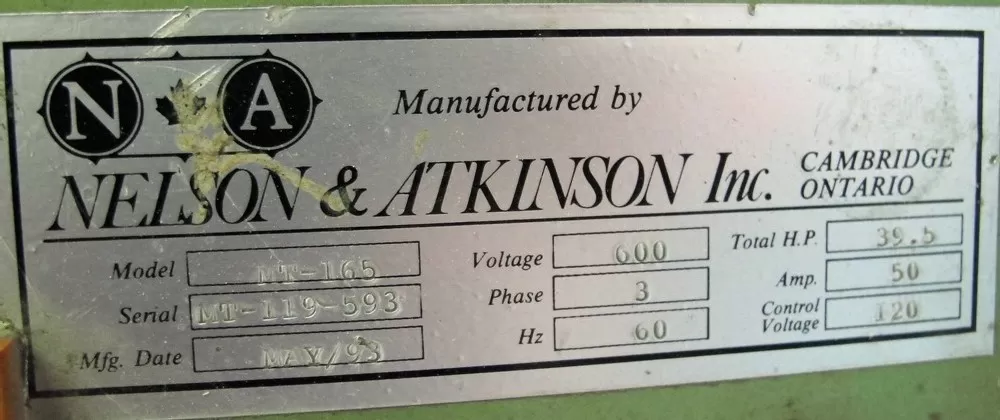 N A
Manufactured by
NELSON & ATKINSON Inc. CAMBRIDGE ONTARIO
Model MT-165
Serial MT-119-593
Mfg. Date MAY/93
Voltage 600
Phase 3
Hz 60
Total H.P. 39.5
Amp. 50
Control Voltage 120